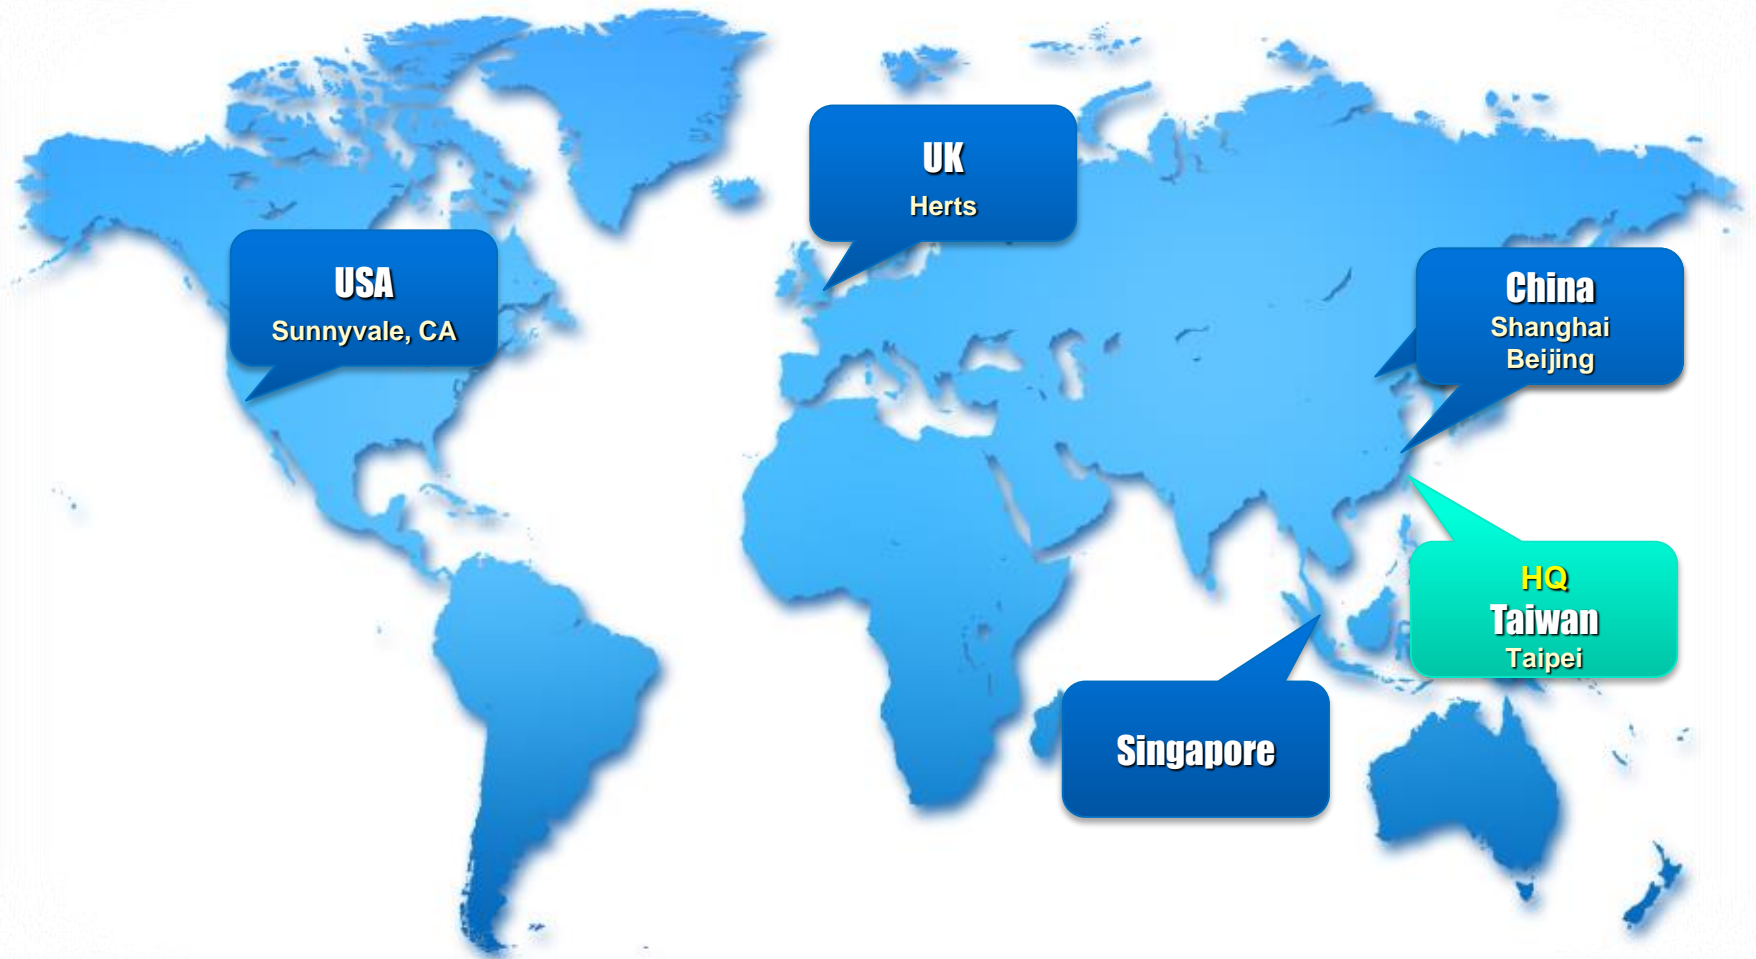 UK
Herts
USA
Sunnyvale, CA
China
Shanghai
Beijing
HQ
Taiwan
Taipei
Singapore